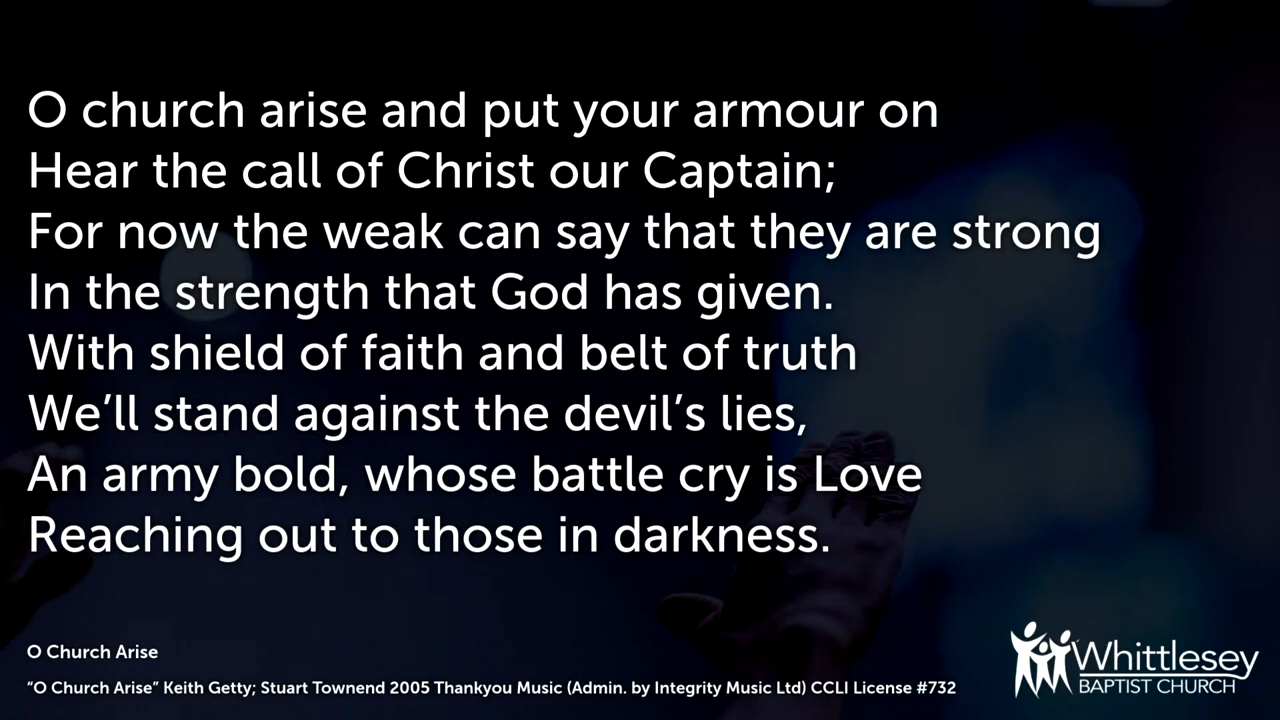 O church arise and put your armour on
Hear the call of Christ our Captain;
For now the weak can say that they are strong
In the strength that God has given.
With shield of faith and belt of truth
We’ll stand against the devil’s lies,
An army bold, whose battle cry is Love
Reaching out to those in darkness.
O Church Arise
“O Church Arise” Keith Getty; Stuart Townend 2005 Thankyou Music (Admin. by Integrity Music Ltd) CCLI License #732
Whittlesey
BAPTIST CHURCH